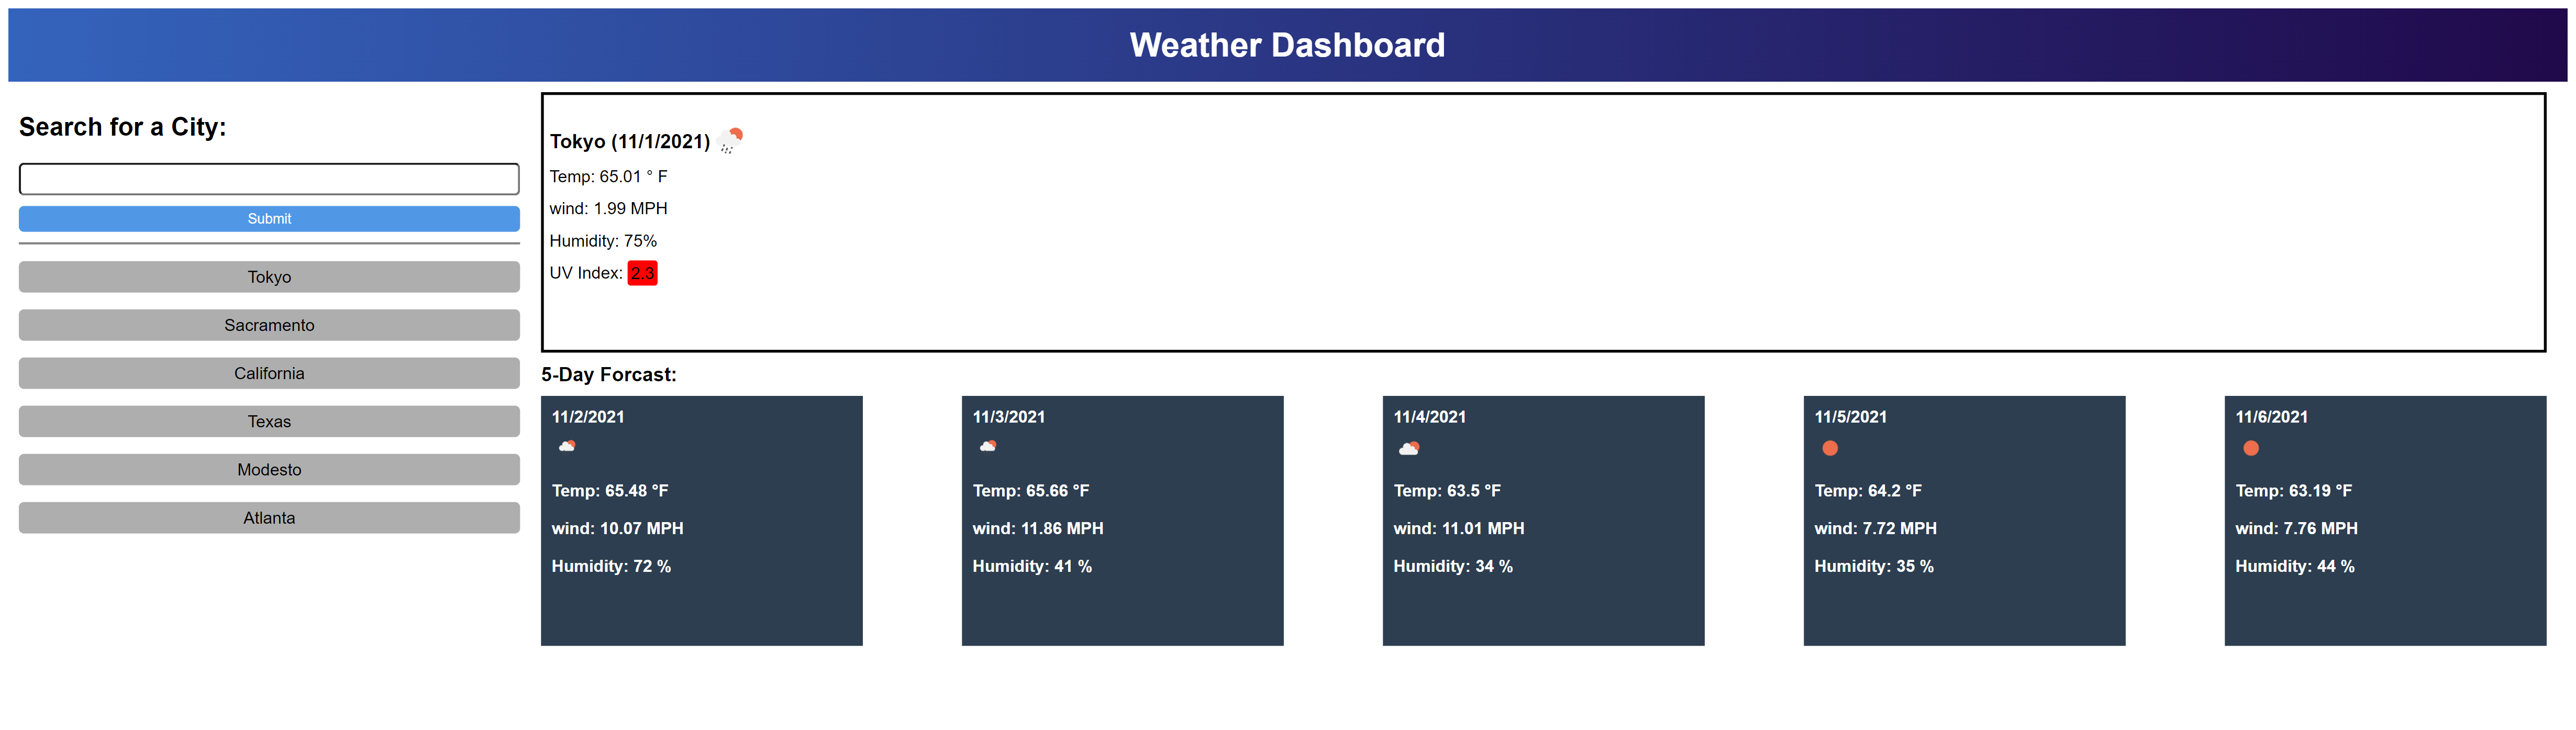 Weather Dashboard
Search for a City:
Submit
Tokyo
Sacramento
California
Texas
Modesto
Atlanta
Tokyo (11/1/2021)
Temp: 65.01 ° F
wind: 1.99 MPH
Humidity: 75%
UV Index: 2.3
5-Day Forcast:
11/2/2021
Temp: 65.48 °F
wind: 10.07 MPH
Humidity: 72 %
11/3/2021
Temp: 65.66 °F
wind: 11.86 MPH
Humidity: 41 %
11/4/2021
Temp: 63.5 °F
wind: 11.01 MPH
Humidity: 34 %
11/5/2021
Temp: 64.2 °F
wind: 7.72 MPH
Humidity: 35 %
11/6/2021
Temp: 63.19 °F
wind: 7.76 MPH
Humidity: 44 %